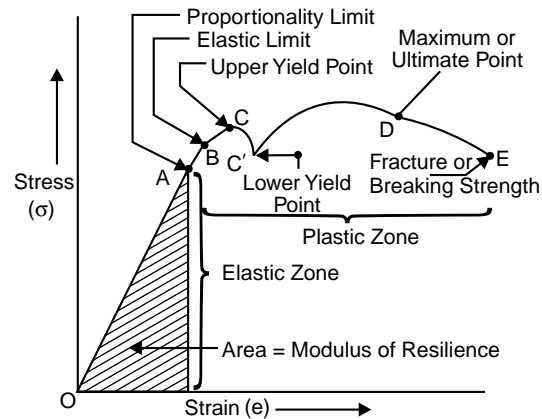 Proportionality Limit
Elastic Limit
Upper Yield Point
Maximum or
Ultimate Point
C
B
D
C'
E
A
Fracture or
Breaking Strength
Lower Yield
Point
Stress
(σ)
Plastic Zone
Elastic Zone
Area = Modulus of Resilience
O
Strain (e)